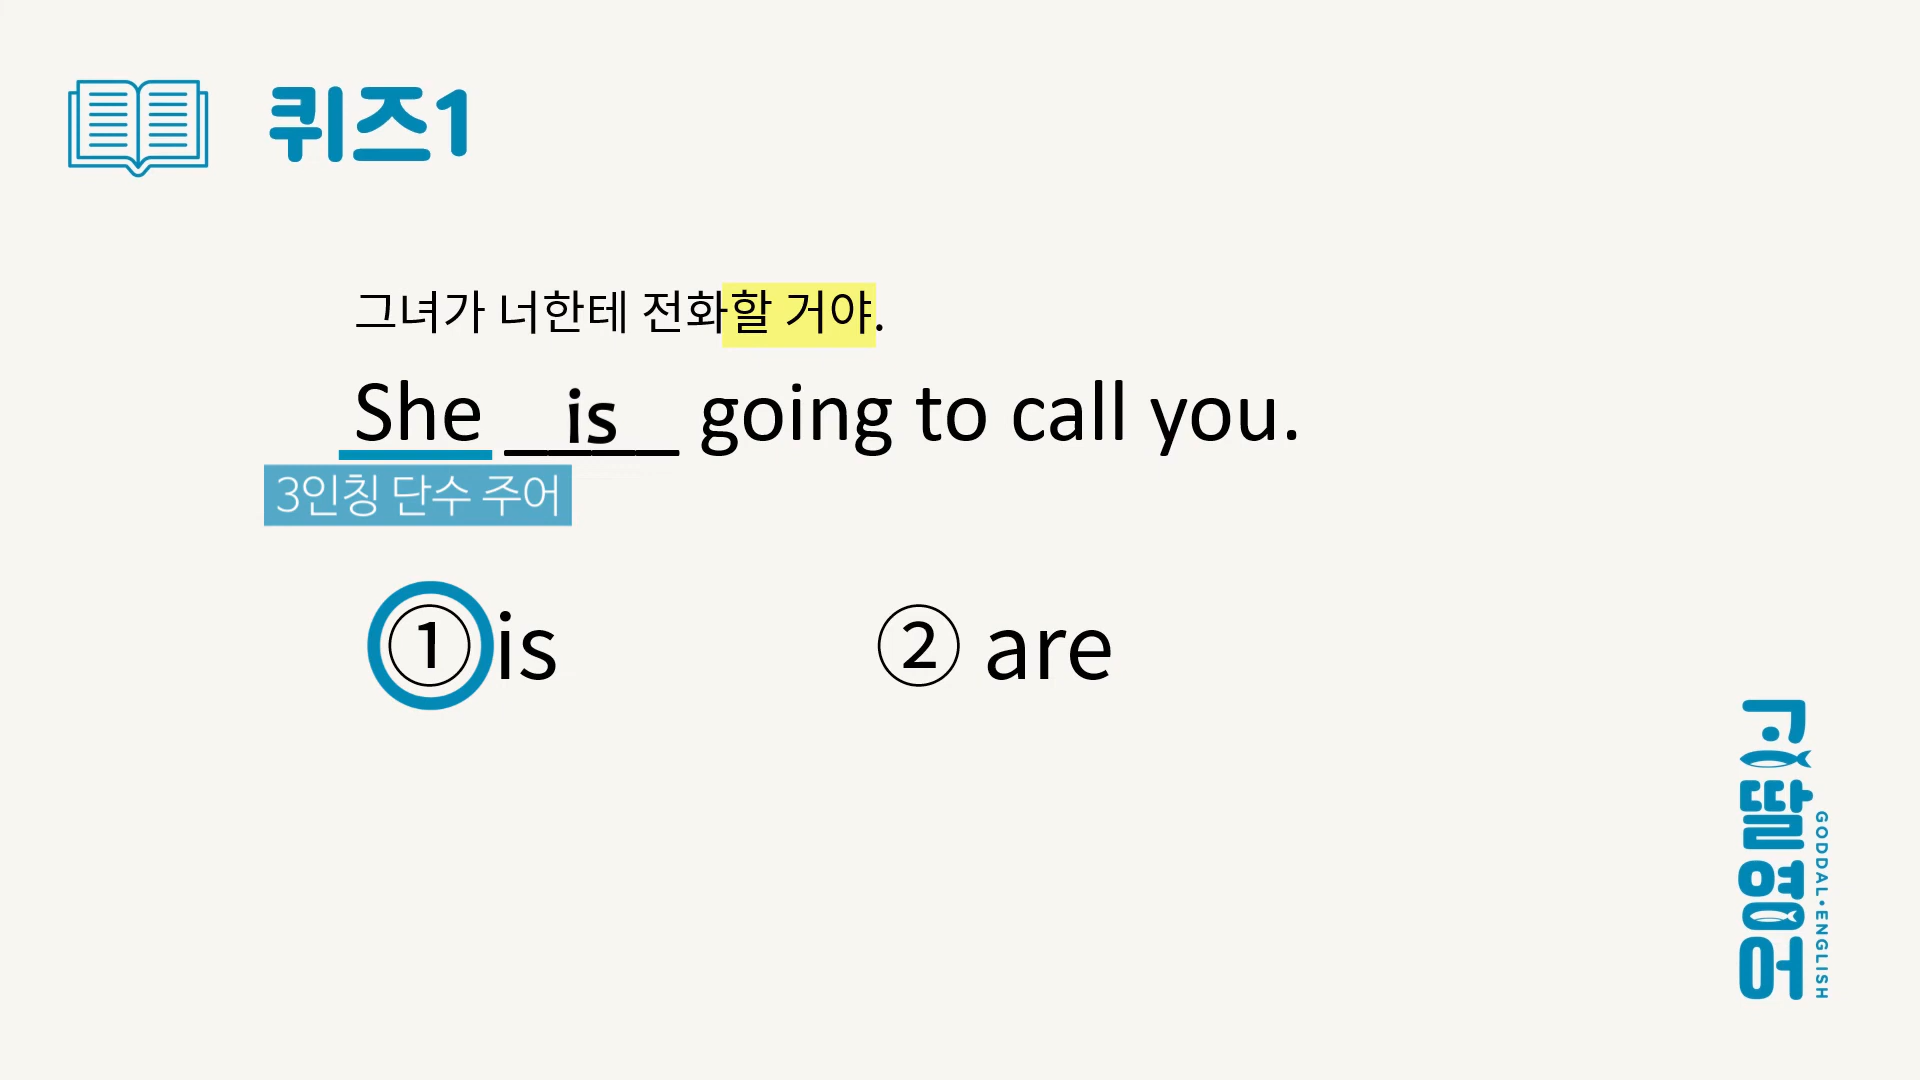 퀴즈1
그녀가 너한테 전화할 거야.
She is going to call you.
3인칭 단수 주어
① is
② are
고딸영어
GODDAL·ENGLISH